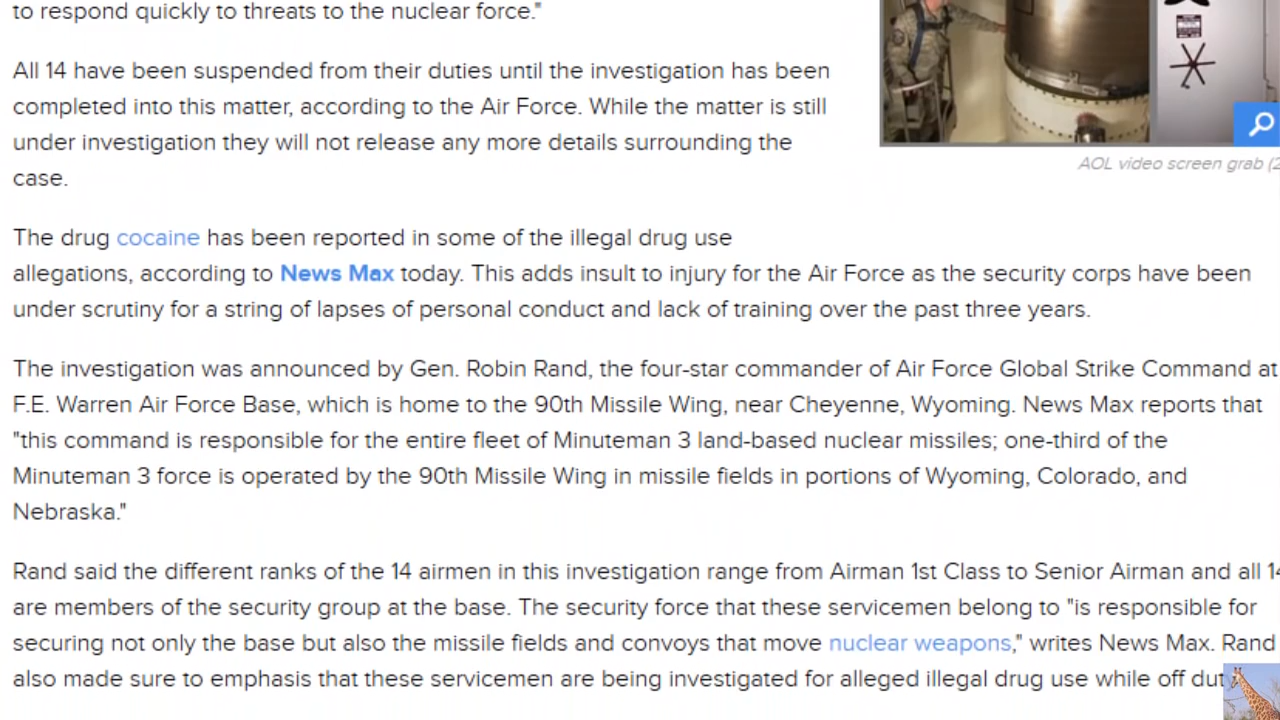 to respond quickly to threats to the nuclear force."
All 14 have been suspended from their duties until the investigation has been
completed into this matter, according to the Air Force. While the matter is still
under investigation they will not release any more details surrounding the
case.
AOL video screen grab (2
The drug cocaine has been reported in some of the illegal drug use
allegations, according to News Max today. This adds insult to injury for the Air Force as the security corps have been
under scrutiny for a string of lapses of personal conduct and lack of training over the past three years.
The investigation was announced by Gen. Robin Rand, the four-star commander of Air Force Global Strike Command at
F.E. Warren Air Force Base, which is home to the 90th Missile Wing, near Cheyenne, Wyoming. News Max reports that
"this command is responsible for the entire fleet of Minuteman 3 land-based nuclear missiles; one-third of the
Minuteman 3 force is operated by the 90th Missile Wing in missile fields in portions of Wyoming, Colorado, and
Nebraska."
Rand said the different ranks of the 14 airmen in this investigation range from Airman 1st Class to Senior Airman and all 14
are members of the security group at the base. The security force that these servicemen belong to "is responsible for
securing not only the base but also the missile fields and convoys that move nuclear weapons," writes News Max. Rand
also made sure to emphasis that these servicemen are being investigated for alleged illegal drug use while off dut